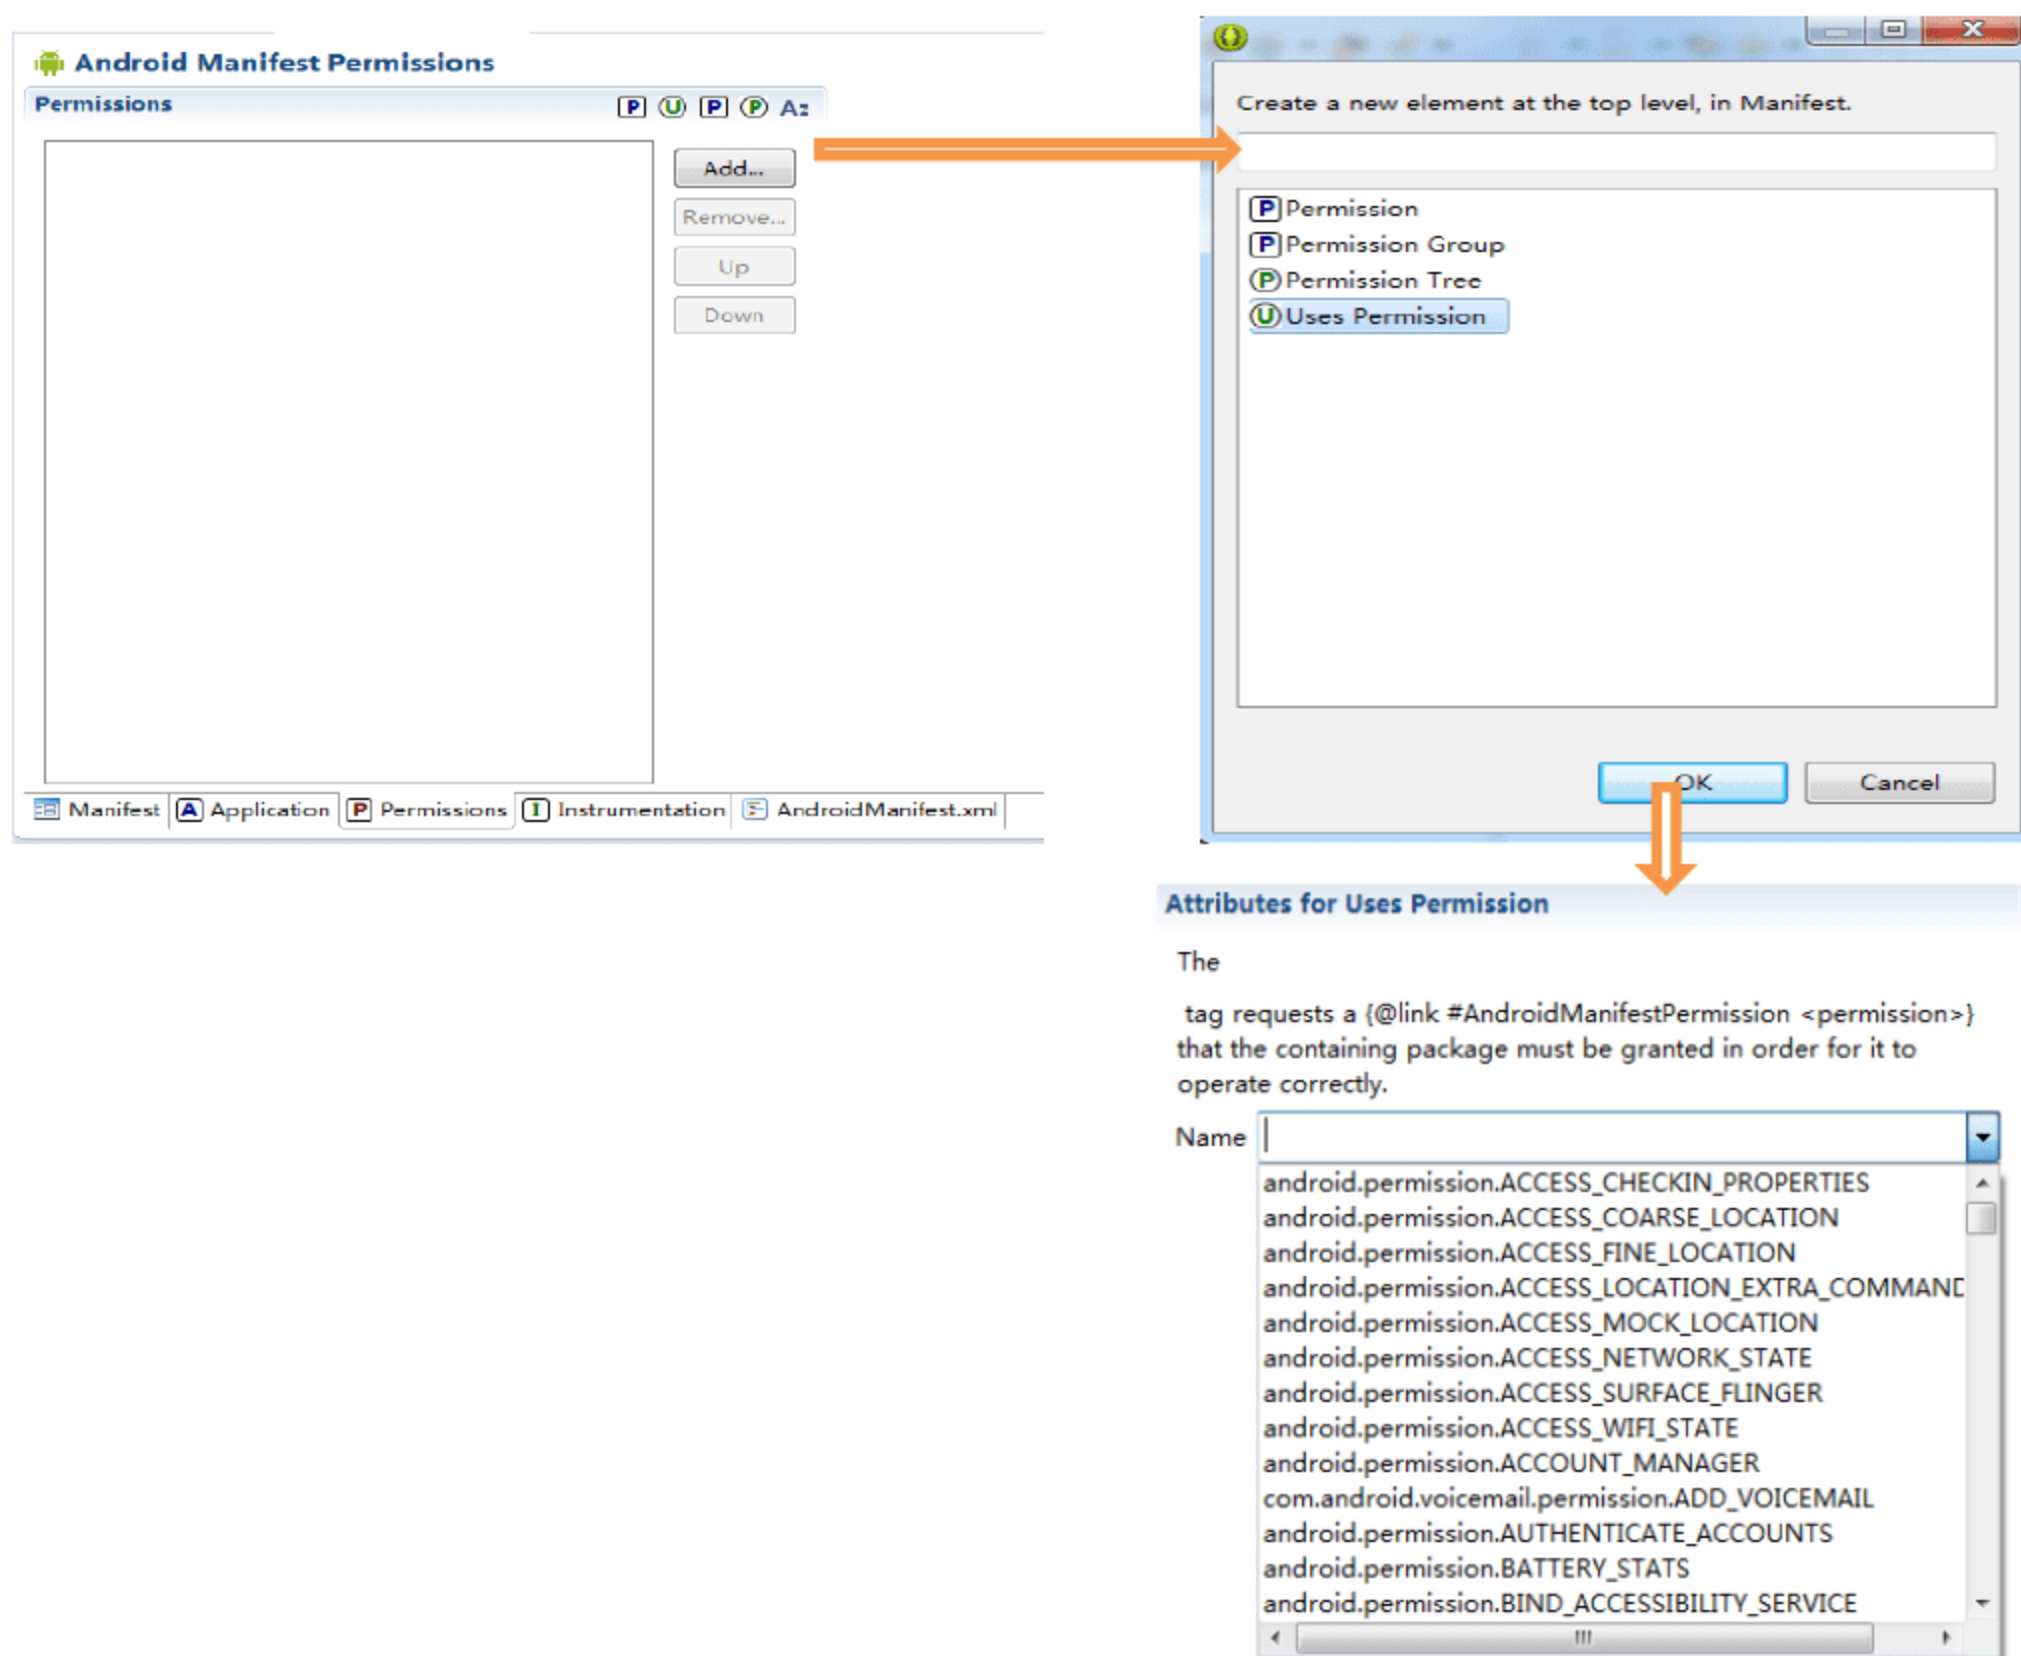 Android Manifest Permissions
Permissions
P U P P Az
Add...
Remove...
Up
Down
Manifest A Application P Permissions I Instrumentation AndroidManifest.xml
Create a new element at the top level, in Manifest.
P Permission
P Permission Group
P Permission Tree
U Uses Permission
OK Cancel
Attributes for Uses Permission
The
tag requests a {@link #AndroidManifestPermission <permission>}
that the containing package must be granted in order for it to
operate correctly.
Name
android.permission.ACCESS_CHECKIN_PROPERTIES
android.permission.ACCESS_COARSE_LOCATION
android.permission.ACCESS_FINE_LOCATION
android.permission.ACCESS_LOCATION_EXTRA_COMMAND
android.permission.ACCESS_MOCK_LOCATION
android.permission.ACCESS_NETWORK_STATE
android.permission.ACCESS_SURFACE_FLINGER
android.permission.ACCESS_WIFI_STATE
android.permission.ACCOUNT_MANAGER
com.android.voicemail.permission.ADD_VOICEMAIL
android.permission.AUTHENTICATE_ACCOUNTS
android.permission.BATTERY_STATS
android.permission.BIND_ACCESSIBILITY_SERVICE